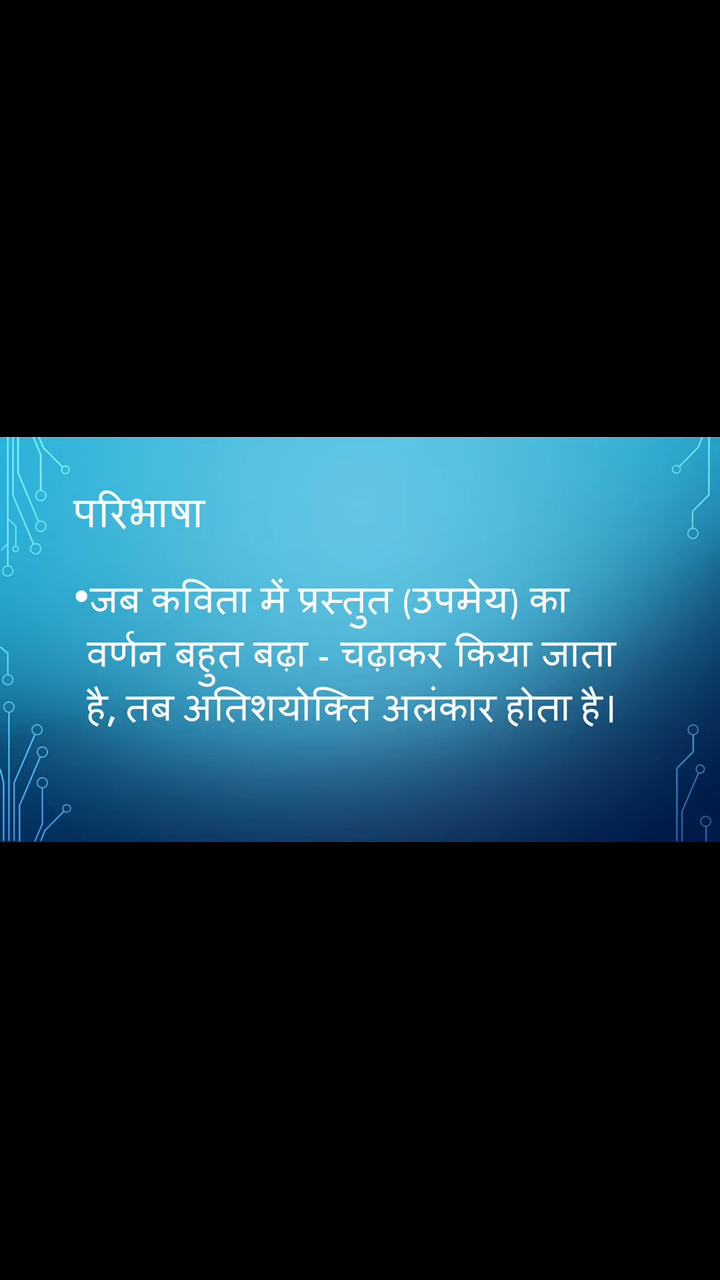 परिभाषा
•जब कविता में प्रस्तुत (उपमेय) का
वर्णन बहुत बढ़ा - चढ़ाकर किया जाता
है, तब अतिशयोक्ति अलंकार होता है।